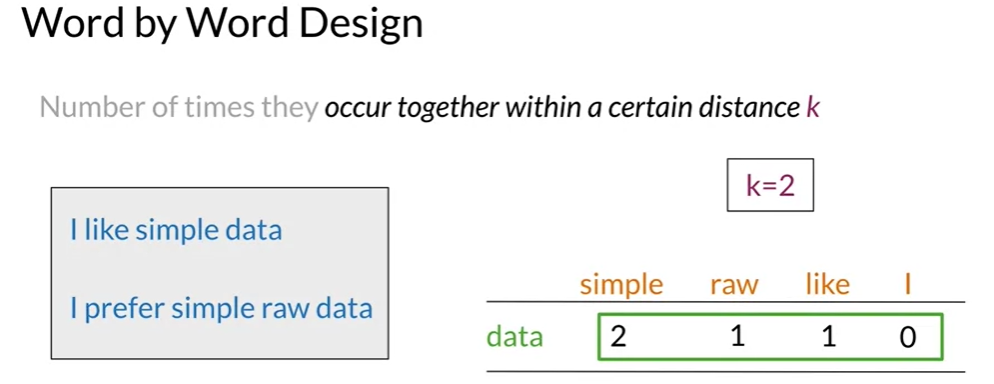 Word by Word Design
Number of times they occur together within a certain distance k
k=2
I like simple data
I prefer simple raw data
simple raw like I
data 2 1 1 0